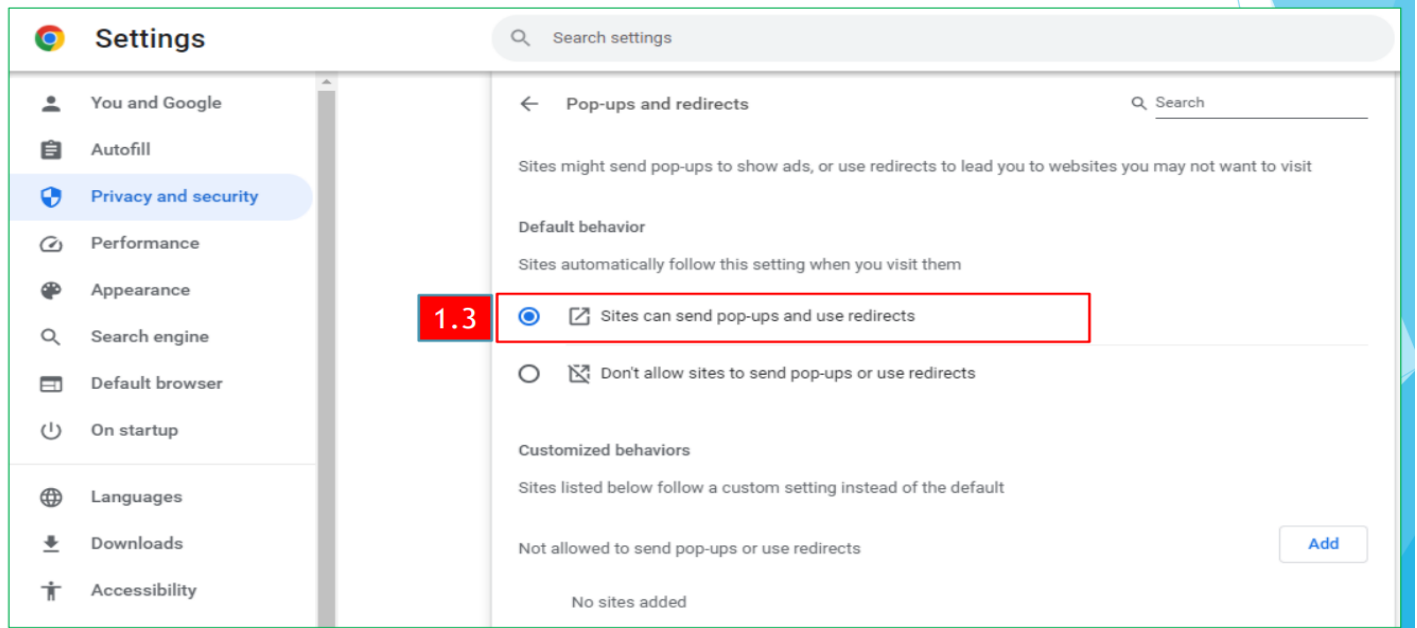 Settings
Search settings
You and Google
Autofill
Privacy and security
Performance
Appearance
Search engine
Default browser
On startup
Languages
Downloads
Accessibility
Pop-ups and redirects
Search
Sites might send pop-ups to show ads, or use redirects to lead you to websites you may not want to visit
Default behavior
Sites automatically follow this setting when you visit them
1.3
Sites can send pop-ups and use redirects
Don't allow sites to send pop-ups or use redirects
Customized behaviors
Sites listed below follow a custom setting instead of the default
Not allowed to send pop-ups or use redirects
Add
No sites added